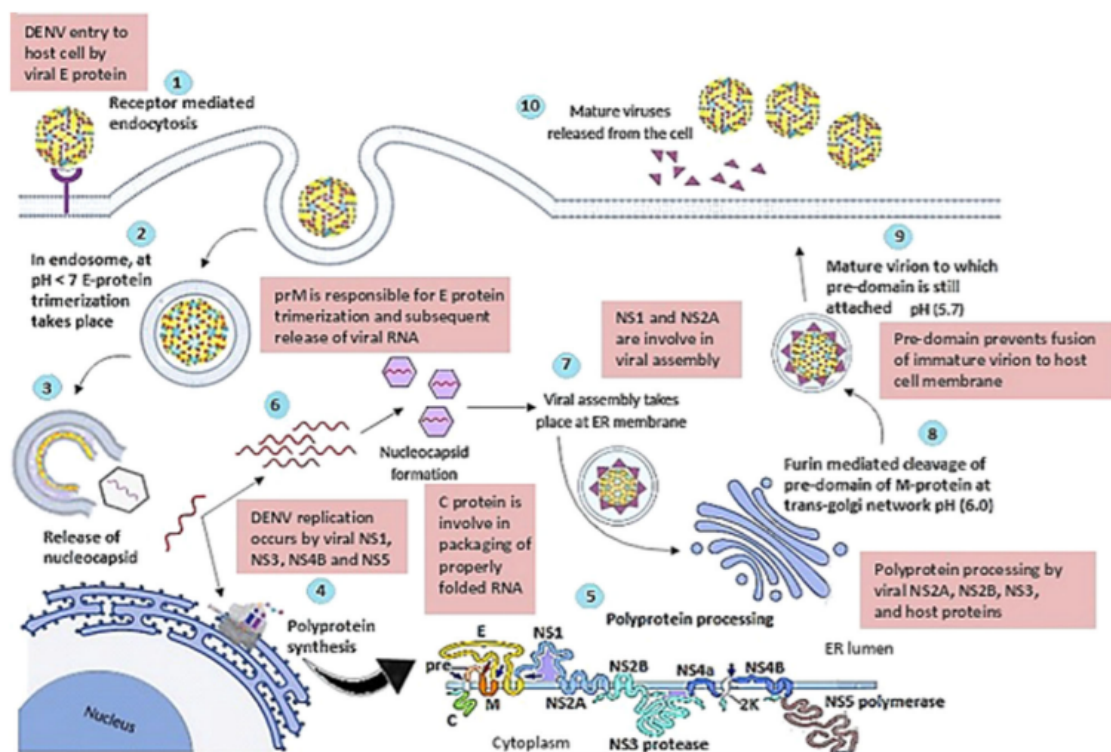 DENV entry to
host cell by
viral E protein
1
Receptor mediated
endocytosis
10
Mature viruses
released from the cell
2
In endosome, at
pH < 7 E-protein
trimerization
takes place
prM is responsible for E protein
trimerization and subsequent
release of viral RNA
NS1 and NS2A
are involve in
viral assembly
9
Mature virion to which
pre-domain is still
attached pH (5.7)
Pre-domain prevents fusion
of immature virion to host
cell membrane
3
Release of
nucleocapsid
6
Nucleocapsid
formation
7
Viral assembly takes
place at ER membrane
8
Furin mediated cleavage of
pre-domain of M-protein at
trans-golgi network pH (6.0)
DENV replication
occurs by viral NS1,
NS3, NS4B and NS5
C protein is
involve in
packaging of
properly
folded RNA
Polyprotein processing by
viral NS2A, NS2B, NS3,
and host proteins
4
Polyprotein
synthesis
5
Polyprotein processing
ER lumen
Nucleus
E
NS1
pre
NS2B
NS4a
NS4B
C
M
NS2A
2K
NS5 polymerase
NS3 protease
Cytoplasm